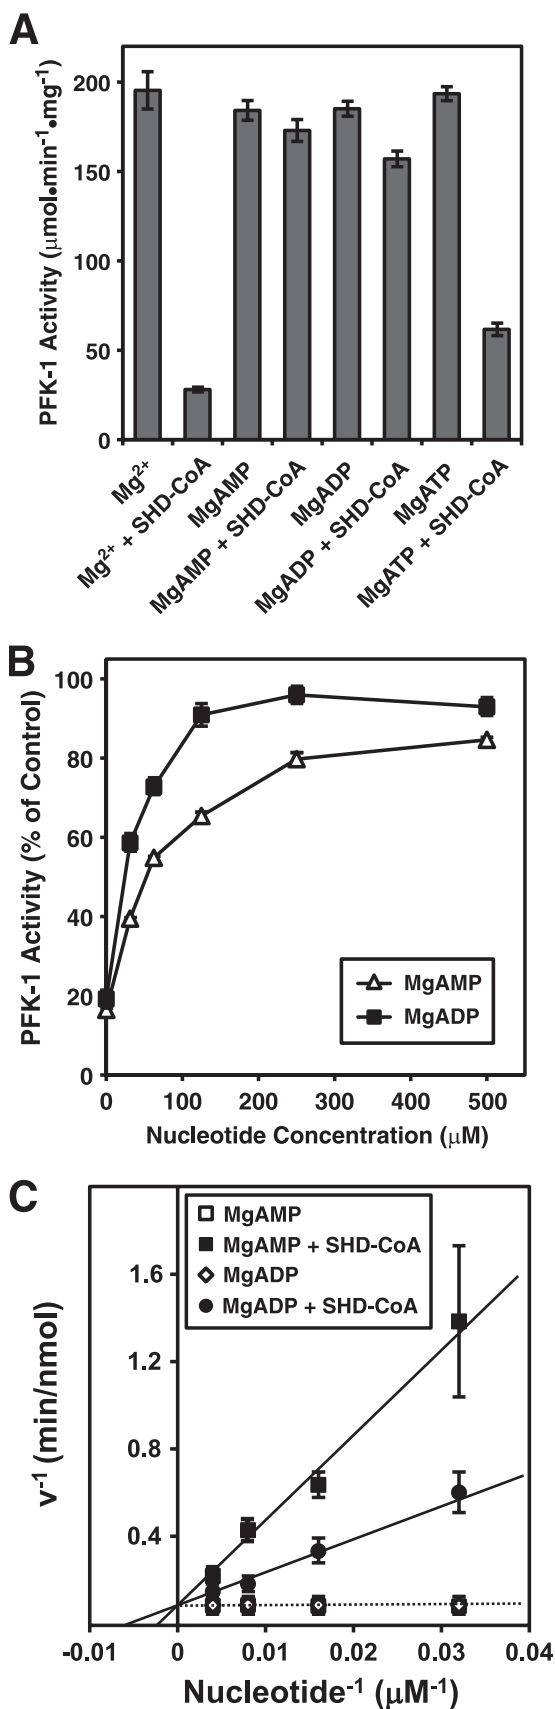 A
PFK-1 Activity (μmol•min⁻¹•mg⁻¹)
200
150
100
50
0
Mg²⁺
Mg²⁺ + SHD-CoA
MgAMP
MgAMP + SHD-CoA
MgADP
MgADP + SHD-CoA
MgATP
MgATP + SHD-CoA
B
PFK-1 Activity (% of Control)
100
80
60
40
20
0
MgAMP
MgADP
0 100 200 300 400 500
Nucleotide Concentration (μM)
C
MgAMP
MgAMP + SHD-CoA
MgADP
MgADP + SHD-CoA
v⁻¹ (min/nmol)
1.6
1.2
0.8
0.4
-0.01 0 0.01 0.02 0.03 0.04
Nucleotide⁻¹ (μM⁻¹)